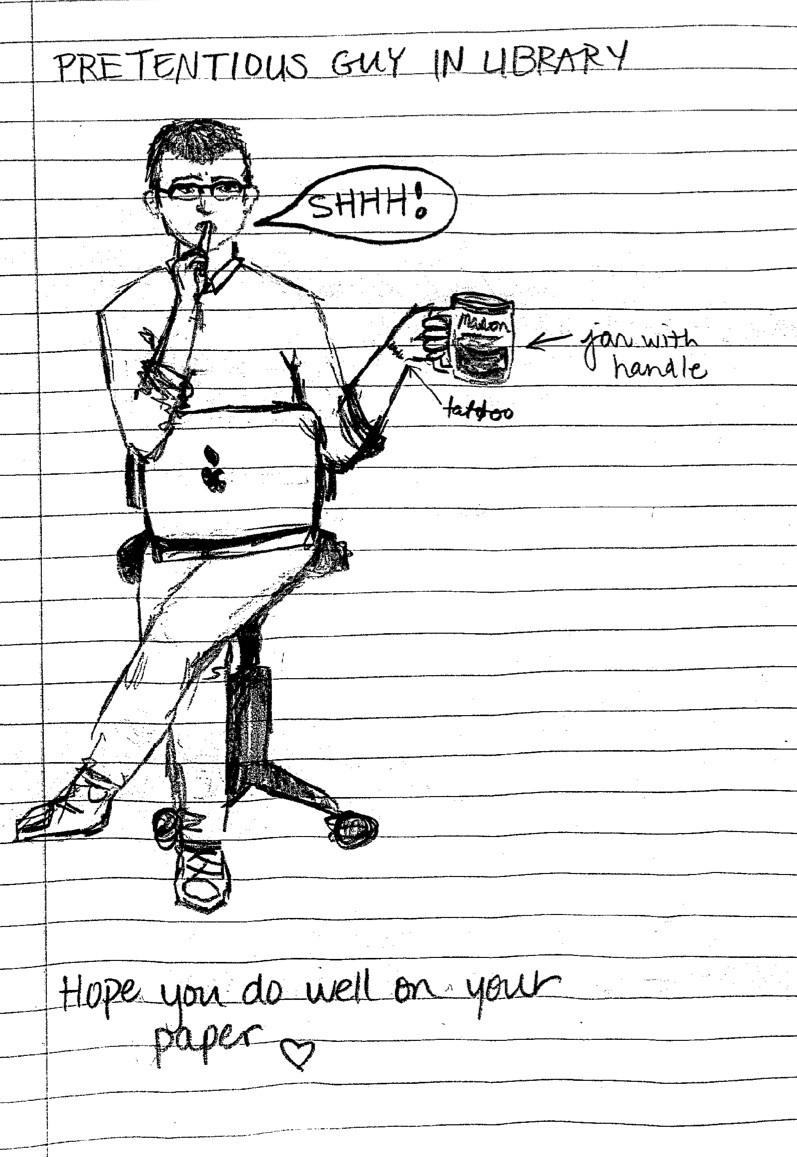 PRETENTIOUS GUY IN LIBRARY
SHHH!
Mason
jar with
handle
tattoo
Hope you do well on your
paper ♡